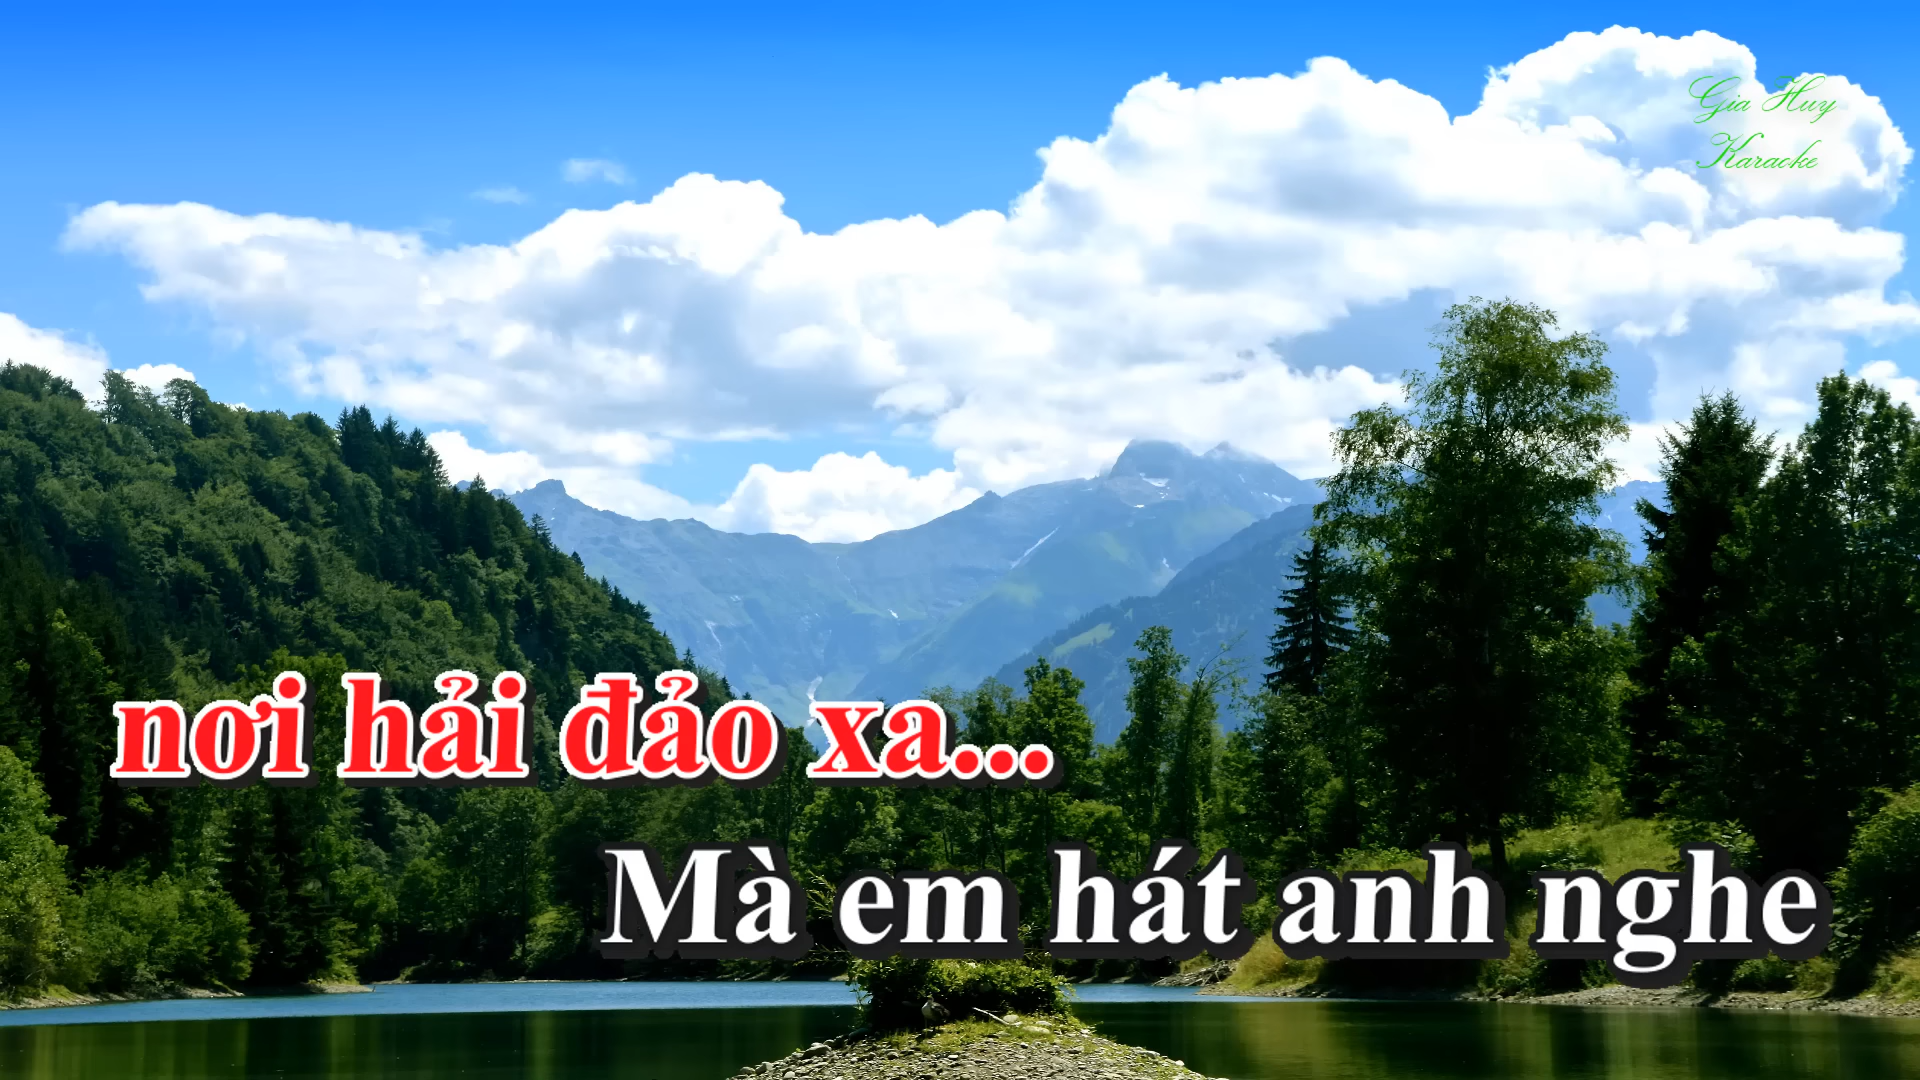 Gia Huy
Karaoke
nơi hải đảo xa...
Mà em hát anh nghe